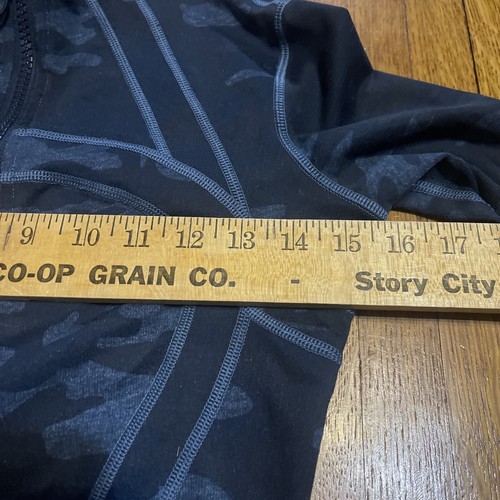 9 10 11 12 13 14 15 16 17
CO-OP GRAIN CO. - Story City